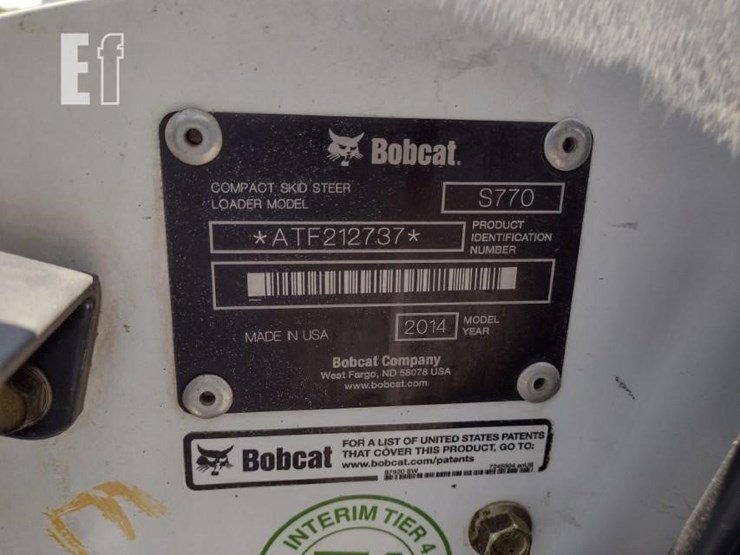 Ef
Bobcat.
COMPACT SKID STEER
LOADER MODEL
S770
*ATF212737*
PRODUCT
IDENTIFICATION
NUMBER
MADE IN USA
2014
MODEL
YEAR
Bobcat Company
West Fargo, ND 58078 USA
www.bobcat.com
Bobcat
FOR A LIST OF UNITED STATES PATENTS
THAT COVER THIS PRODUCT, GO TO:
www.bobcat.com/patents
INTERIM TIER 4